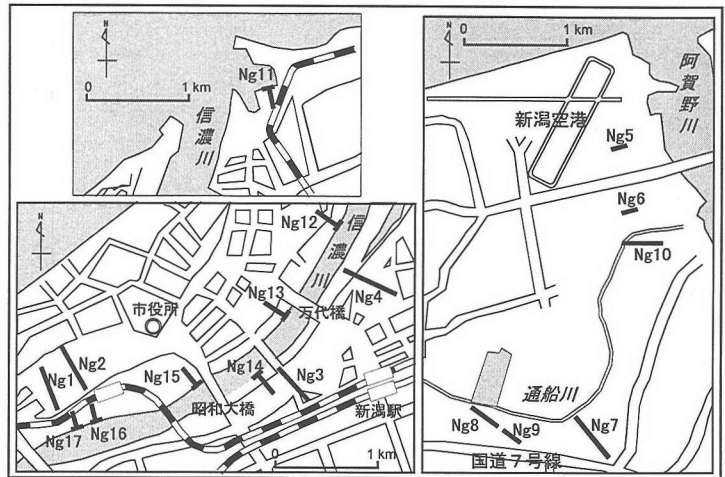 N
0 1 km
Ng11
信濃川
N
0 1 km
阿賀野川
新潟空港
Ng5
Ng6
Ng10
通船川
Ng8
Ng9
Ng7
国道7号線
N
Ng12
信濃川
Ng4
市役所
Ng13
万代橋
Ng2
Ng1
Ng15
Ng14
Ng3
昭和大橋
新潟駅
Ng17
Ng16
0 1 km